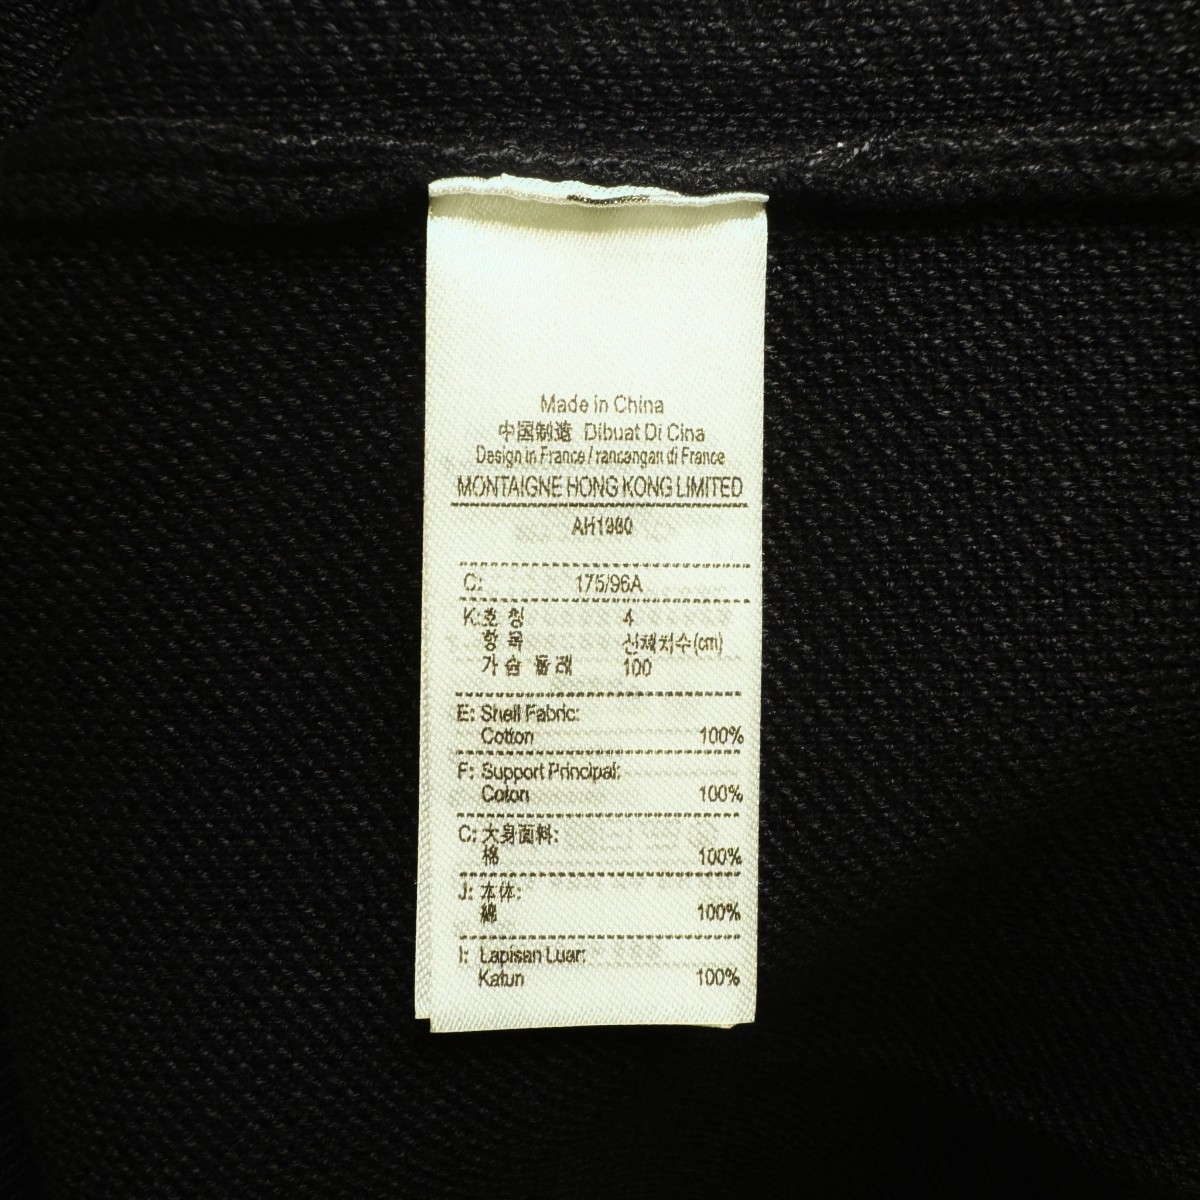 Made in China
中国制造 Dibuat Di Cina
Design in France / rancangan di France
MONTAIGNE HONG KONG LIMITED
AH1980
C: 175/96A
K: 호칭 4
항목 신체치수(cm)
가슴둘레 100
E: Shell Fabric:
Cotton 100%
F: Support Principal:
Coton 100%
C: 大身面料:
棉 100%
J: 本体:
綿 100%
I: Lapisan Luar:
Katun 100%